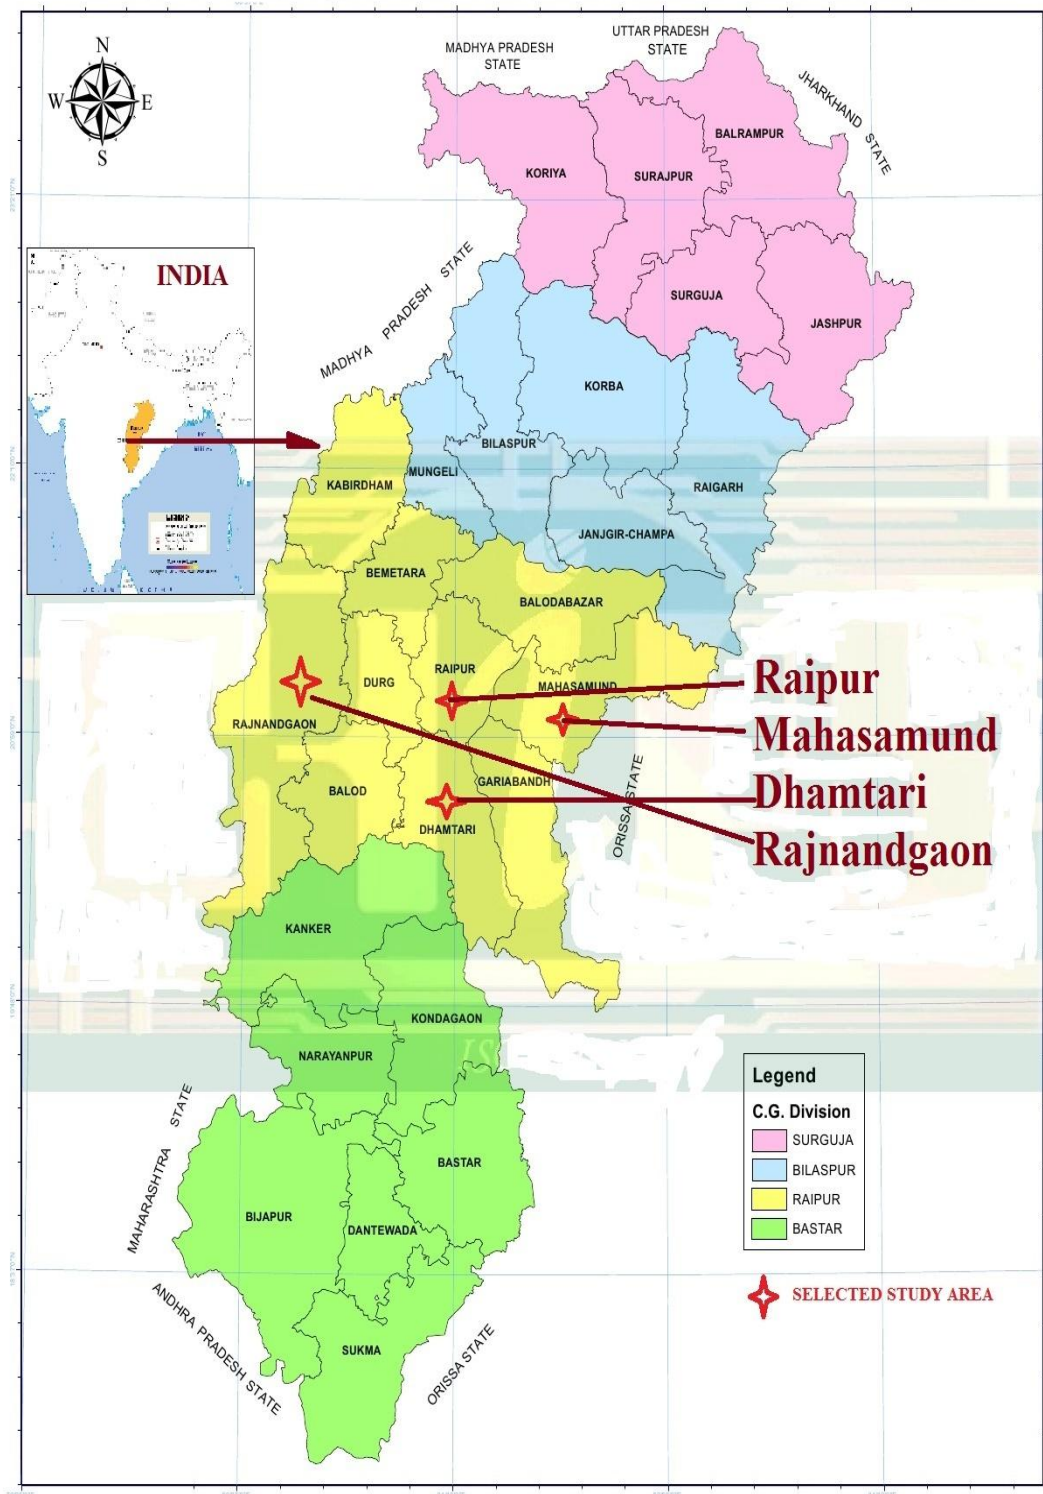 MADHYA PRADESH
STATE
UTTAR PRADESH
STATE
JHARKHAND STATE
N
W
E
S
BALRAMPUR
KORIYA
SURAJPUR
INDIA
MADHYA PRADESH STATE
SURGUJA
JASHPUR
KORBA
BILASPUR
MUNGELI
KABIRDHAM
RAIGARH
JANJGIR-CHAMPA
BEMETARA
BALODABAZAR
RAIPUR
DURG
MAHASAMUND
Raipur
RAJNANDGAON
Mahasamund
GARIABANDH
BALOD
Dhamtari
DHAMTARI
ORISSA STATE
Rajnandgaon
KANKER
KONDAGAON
NARAYANPUR
Legend
C.G. Division
SURGUJA
BILASPUR
RAIPUR
BASTAR
MAHARASHTRA STATE
BASTAR
BIJAPUR
DANTEWADA
SELECTED STUDY AREA
ANDHRA PRADESH STATE
SUKMA
ORISSA STATE